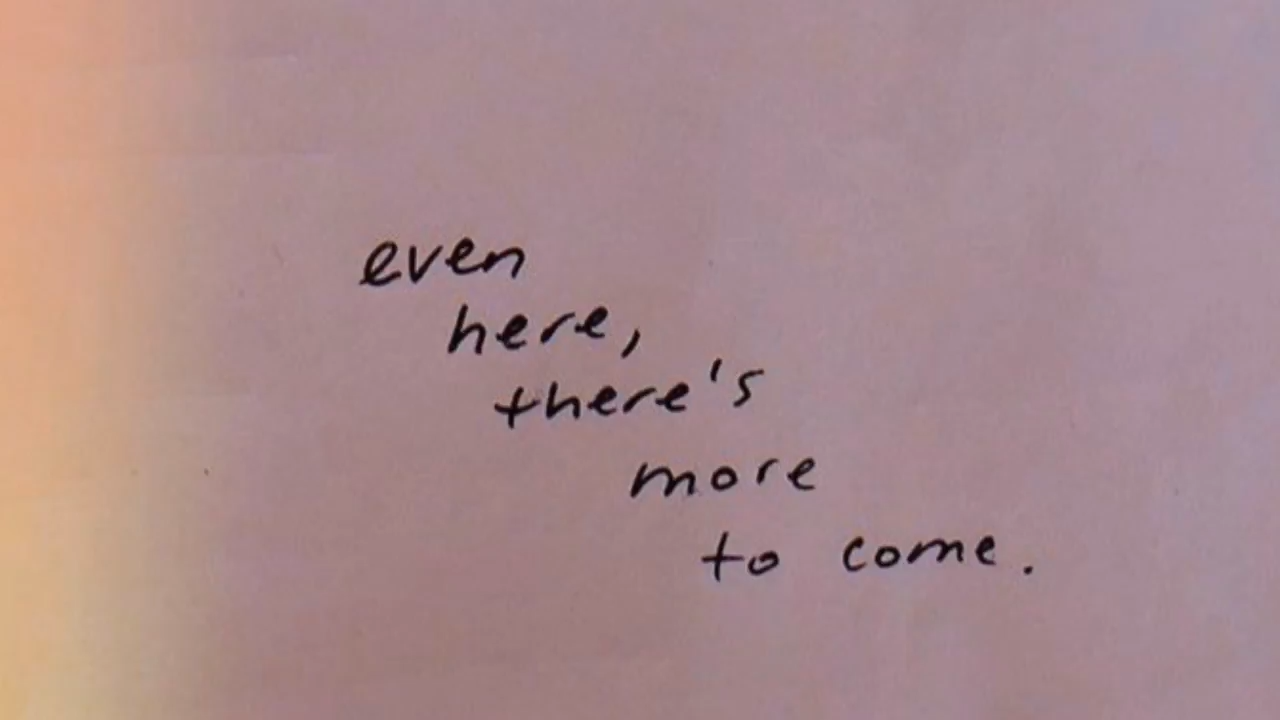 even
here,
there's
more
to come.